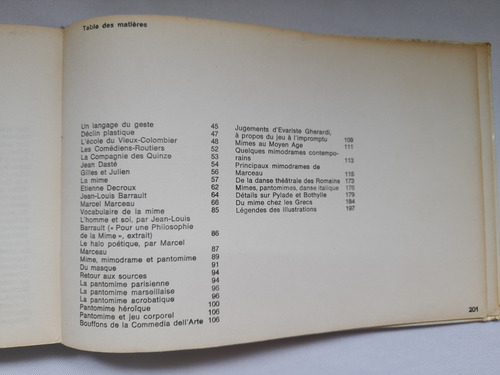 Table des matières
Un langage du geste 45
Déclin plastique 47
L'école du Vieux-Colombier 48
Les Comédiens-Routiers 52
La Compagnie des Quinze 53
Jean Dasté 54
Gilles et Julien 56
La mime 57
Etienne Decroux 62
Jean-Louis Barrault 64
Marcel Marceau 66
Vocabulaire de la mime 85
L'homme et soi, par Jean-Louis
Barrault (« Pour une Philosophie
de la Mime », extrait) 86
Le halo poétique, par Marcel
Marceau 87
Mime, mimodrame et pantomime 89
Du masque 91
Retour aux sources 94
La pantomime parisienne 94
La pantomime marseillaise 96
La pantomime acrobatique 96
Pantomime héroïque 100
Pantomime et jeu corporel 106
Bouffons de la Commedia dell'Arte 106
Jugements d'Evariste Gherardi,
à propos du jeu à l'impromptu 108
Mimes au Moyen Age 111
Quelques mimodrames contempo-
rains 113
Principaux mimodrames de
Marceau 115
De la danse théâtrale des Romains 173
Mimes, pantomimes, danse italique 176
Détails sur Pylade et Bathylle 179
Du mime chez les Grecs 184
Légendes des illustrations 197
201